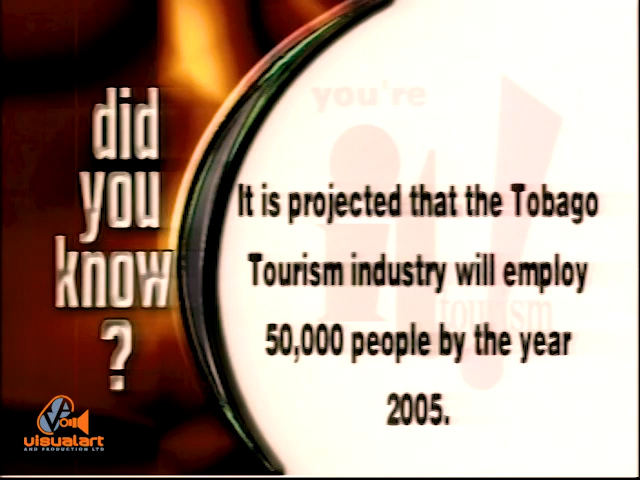 did
you
know
?
you're
it!
tourism
It is projected that the Tobago
Tourism industry will employ
50,000 people by the year
2005.
visualart
AND PRODUCTION LTD